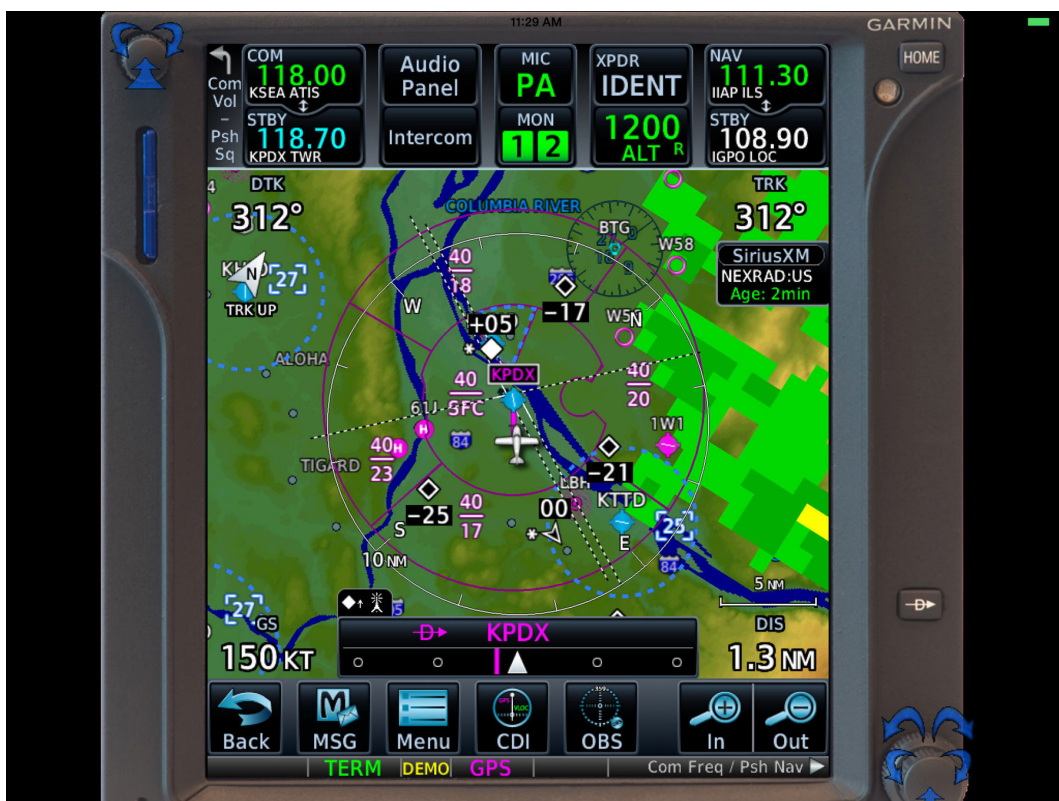 11:29 AM
GARMIN
HOME
Com
Vol
–
Psh
Sq
COM
118.00
KSEA ATIS
STBY
118.70
KPDX TWR
Audio
Panel
Intercom
MIC
PA
MON
1 2
XPDR
IDENT
1200
ALT R
NAV
111.30
IIAP ILS
STBY
108.90
IGPO LOC
DTK
312°
TRK
312°
COLUMBIA RIVER
BTG
W58
SiriusXM
NEXRAD:US
Age: 2min
N
27
TRK UP
40
18
W
-17
+05
N
ALOHA
KPDX
40
SFC
40
20
61J
84
1W1
H
40
23
H
TIGARD
-21
LBH
KTTD
-25
40
17
00
25
S
E
10 NM
84
5 NM
27
GS
150 KT
D KPDX
DIS
1.3 NM
Back
MSG
Menu
GPS
VLOC
CDI
359
OBS
In
Out
TERM DEMO GPS
Com Freq / Psh Nav